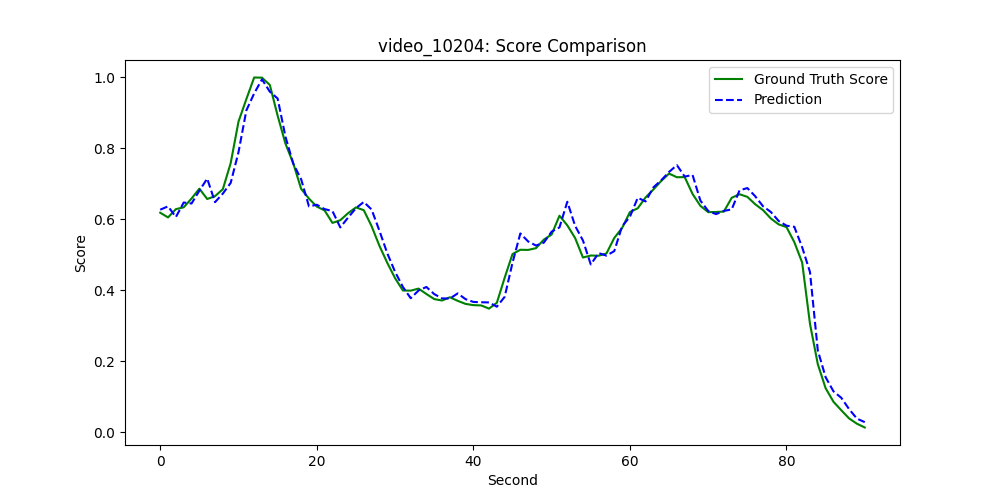 video_10204: Score Comparison
Ground Truth Score
Prediction
1.0
0.8
0.6
0.4
0.2
0.0
Score
0 20 40 60 80
Second